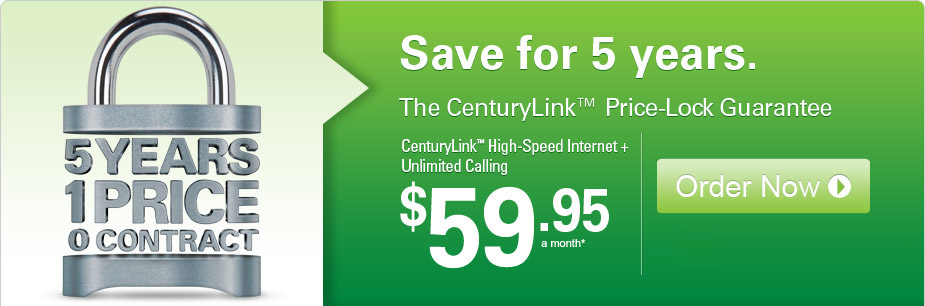 5 YEARS
1 PRICE
0 CONTRACT
Save for 5 years.
The CenturyLink™ Price-Lock Guarantee
CenturyLink™ High-Speed Internet +
Unlimited Calling
$59.95
a month*
Order Now